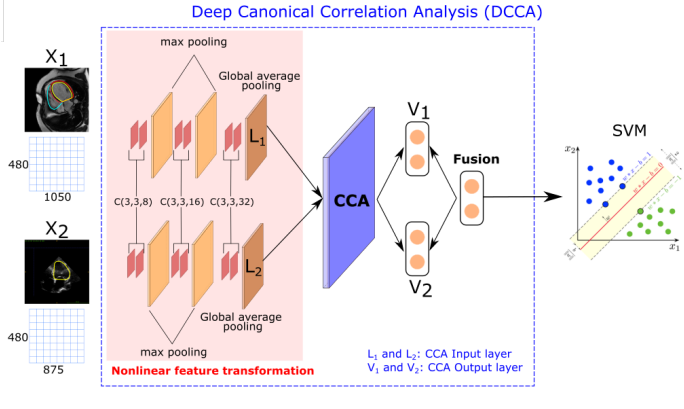 Deep Canonical Correlation Analysis (DCCA)
X1
480
1050
X2
480
875
max pooling
Global average
pooling
L1
C(3,3,8) C(3,3,16) C(3,3,32)
L2
Global average
pooling
max pooling
Nonlinear feature transformation
CCA
V1
V2
Fusion
L1 and L2: CCA Input layer
V1 and V2: CCA Output layer
SVM
x2
x1